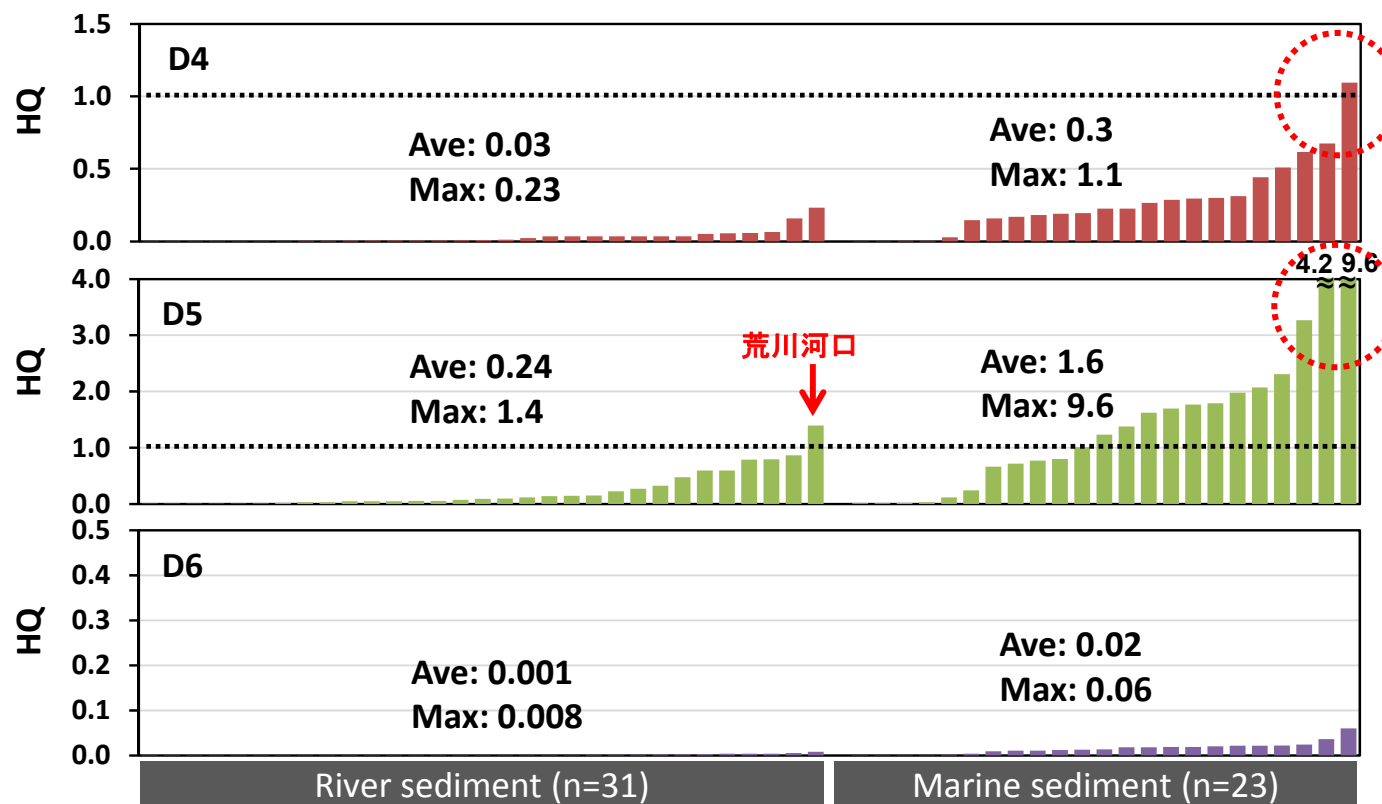 1.5
D4
1.0
HQ
Ave: 0.03
Max: 0.23
Ave: 0.3
Max: 1.1
0.5
0.0
4.0
D5
4.2
9.6
≈ ≈
3.0
HQ
荒川河口
Ave: 0.24
Max: 1.4
Ave: 1.6
Max: 9.6
2.0
1.0
0.0
0.5
D6
0.4
0.3
HQ
0.2
Ave: 0.001
Max: 0.008
Ave: 0.02
Max: 0.06
0.1
0.0
River sediment (n=31)
Marine sediment (n=23)